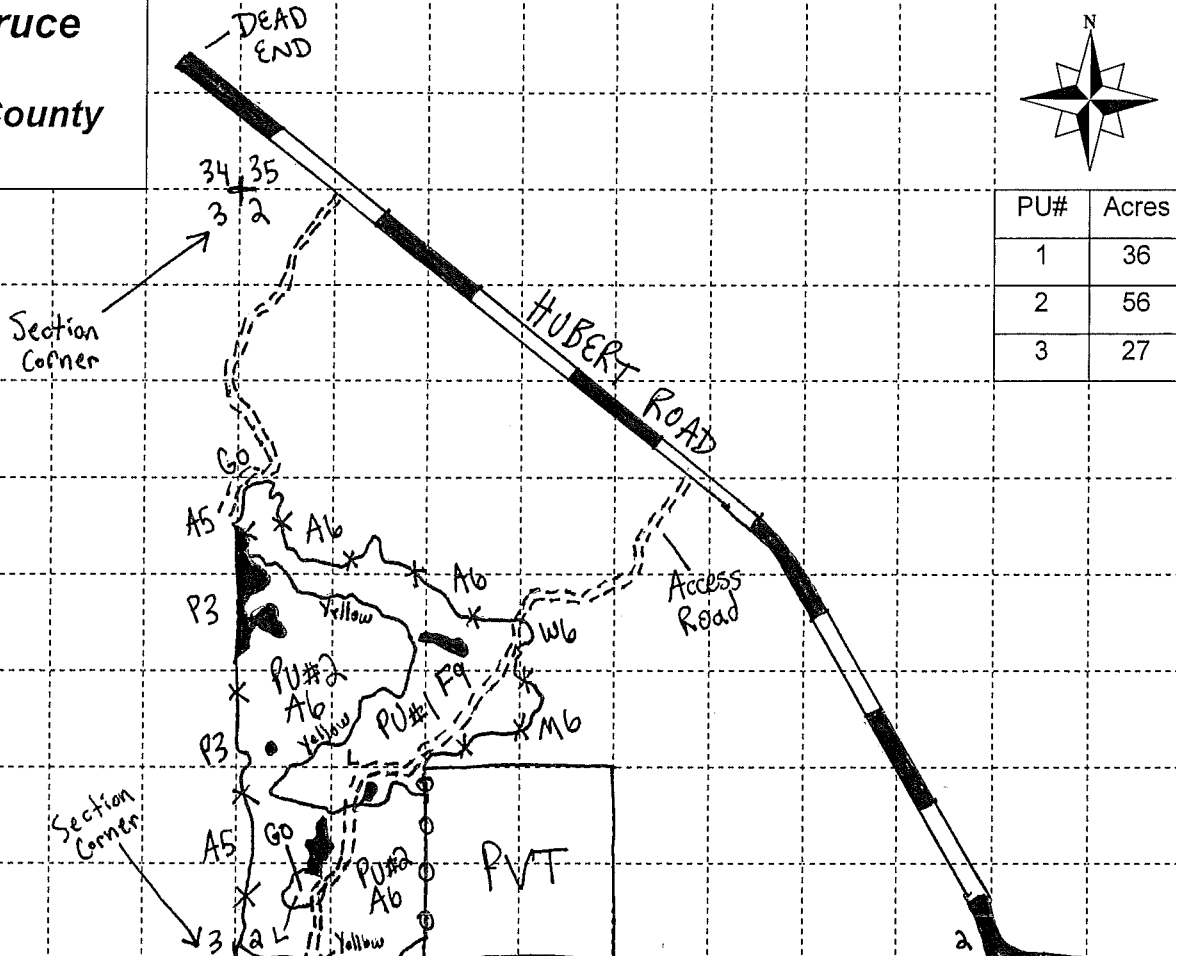 ruce
County
DEAD
END
N
34 35
3 2
Section
Corner
PU# Acres
1 36
2 56
3 27
HUBERT ROAD
GO
A5
A6
A6
Access
Road
P3
Yellow
W6
PU#2
A6
F9
PU#1
Yellow
M6
P3
L
Section
Corner
A5
GO
PU#2
A6
PVT
3 2 L
Yellow
2